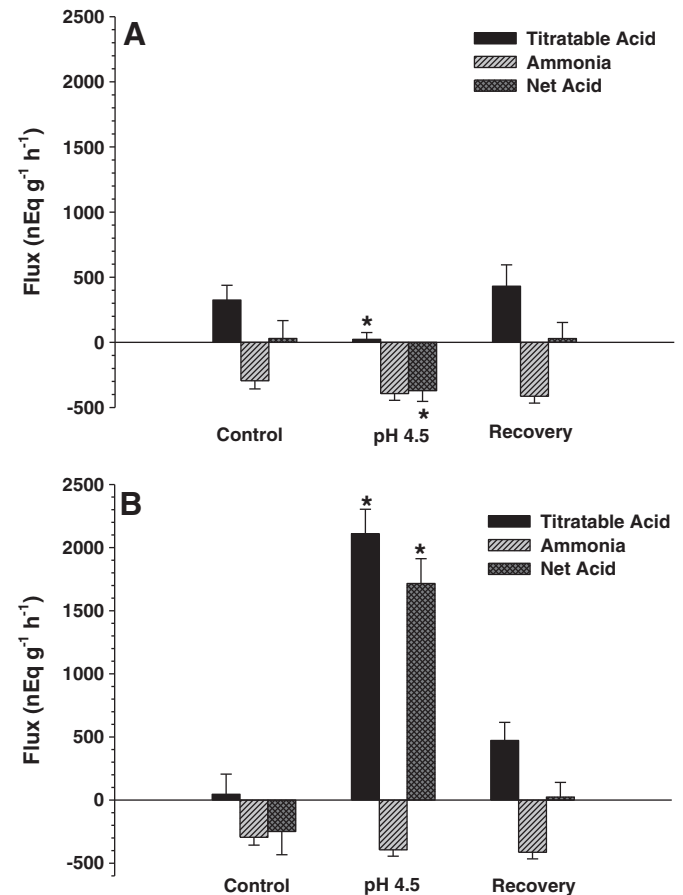 A
2500
2000
1500
1000
500
0
-500
Flux (nEq g-1 h-1)
Titratable Acid
Ammonia
Net Acid
*
*
Control
pH 4.5
Recovery
B
2500
2000
1500
1000
500
0
-500
Flux (nEq g-1 h-1)
Titratable Acid
Ammonia
Net Acid
*
*
Control
pH 4.5
Recovery